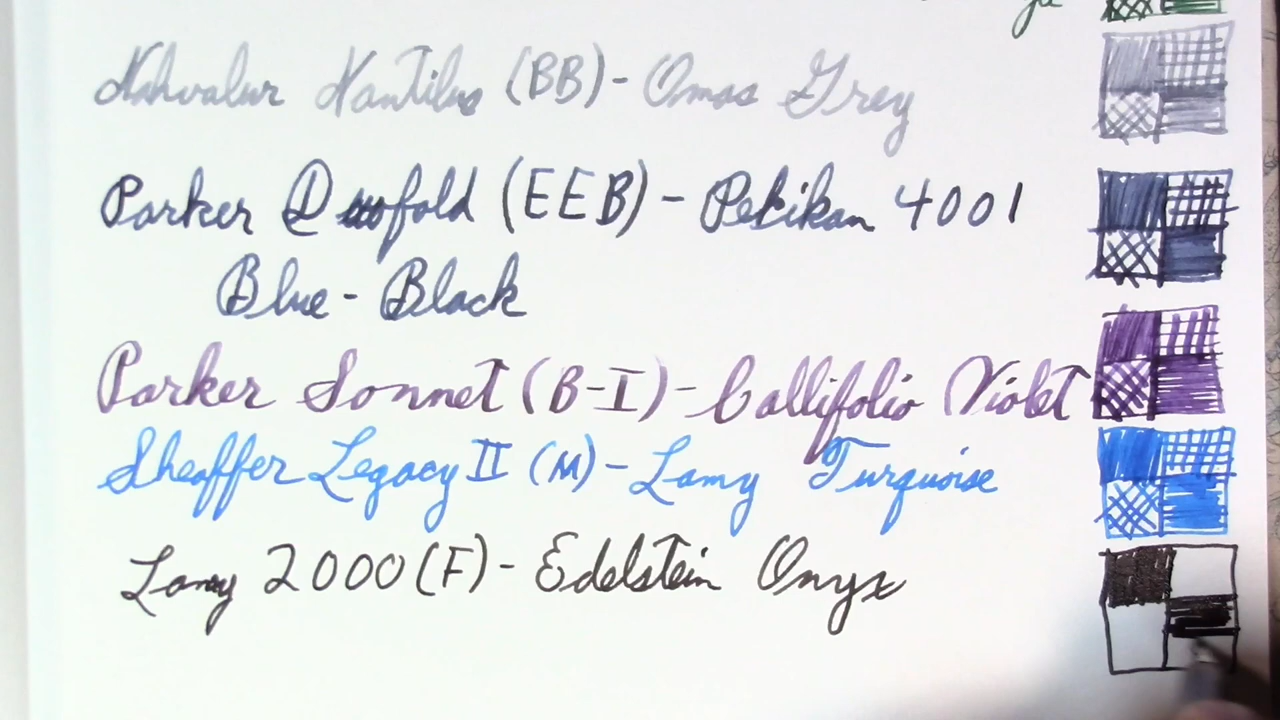 Nahvalur Nautilus (BB)- Omas Grey
Parker Duofold (EEB) - Pelikan 4001
Blue - Black
Parker Sonnet (B-I)- Callifolio Violet
Sheaffer Legacy II (M)- Lamy Turquoise
Lamy 2000 (F)- Edelstein Onyx